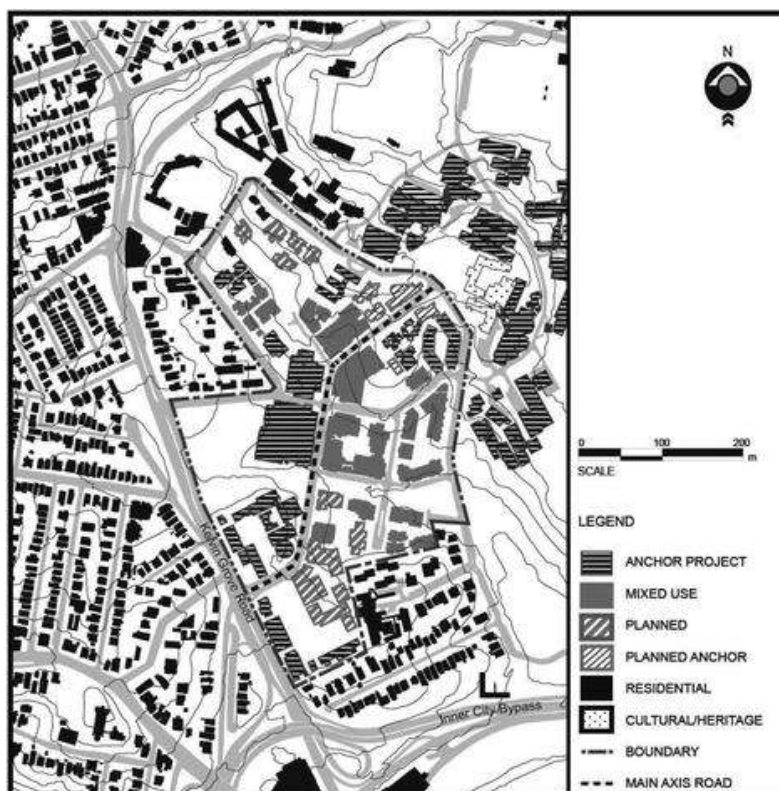 N
0 100 200
m
SCALE
LEGEND
ANCHOR PROJECT
MIXED USE
PLANNED
PLANNED ANCHOR
RESIDENTIAL
CULTURAL/HERITAGE
BOUNDARY
MAIN AXIS ROAD
Kelvin Grove Road
Inner City Bypass